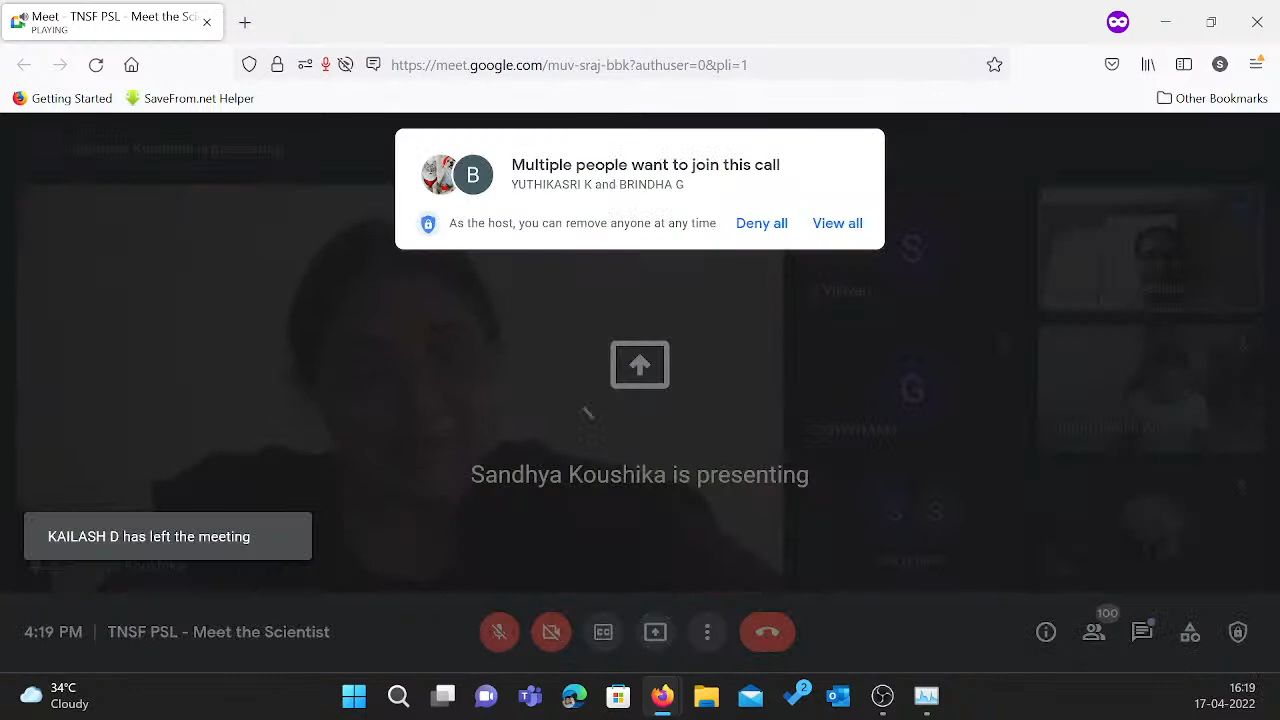 Meet - TNSF PSL - Meet the Sci
PLAYING
https://meet.google.com/muv-sraj-bbk?authuser=0&pli=1
S
Getting Started
SaveFrom.net Helper
Other Bookmarks
B
Multiple people want to join this call
YUTHIKASRI K and BRINDHA G
As the host, you can remove anyone at any time
Deny all
View all
S
G
Sandhya Koushika is presenting
S S
KAILASH D has left the meeting
4:19 PM | TNSF PSL - Meet the Scientist
CC
100
34°C
Cloudy
2
16:19
17-04-2022